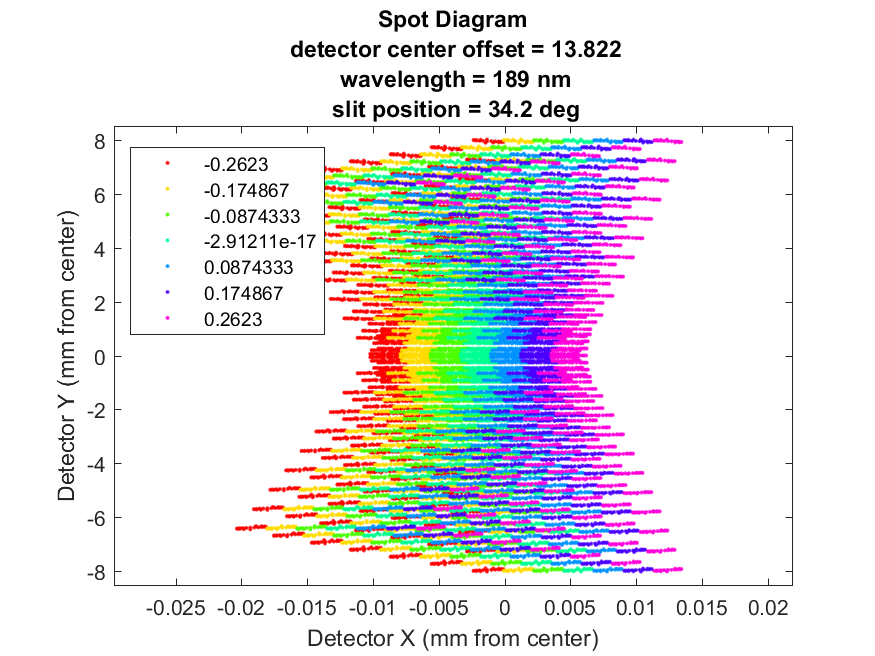 Spot Diagram
detector center offset = 13.822
wavelength = 189 nm
slit position = 34.2 deg
8
6
4
2
0
-2
-4
-6
-8
Detector Y (mm from center)
-0.2623
-0.174867
-0.0874333
-2.91211e-17
0.0874333
0.174867
0.2623
-0.025 -0.02 -0.015 -0.01 -0.005 0 0.005 0.01 0.015 0.02
Detector X (mm from center)